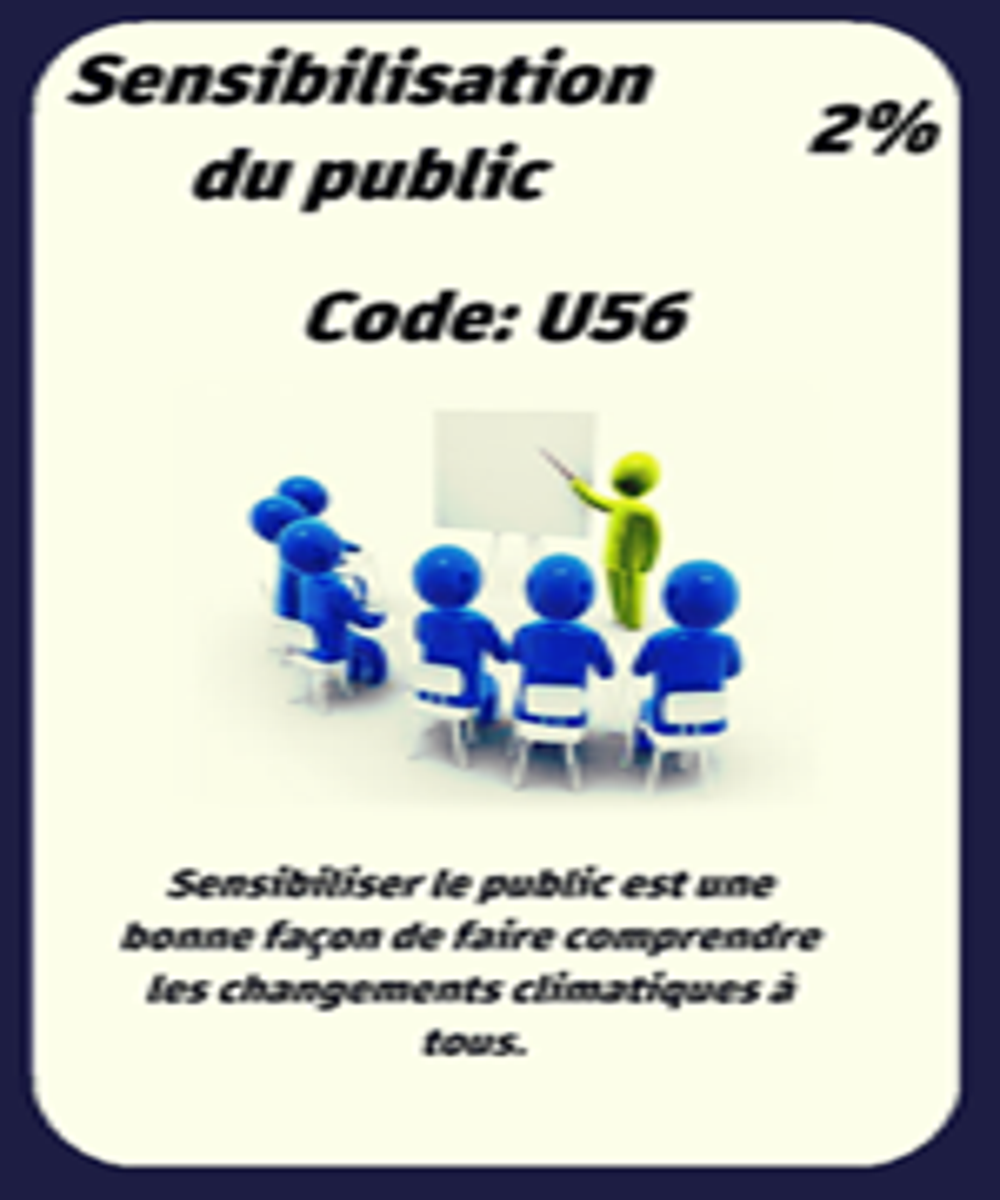 Sensibilisation
du public
2%
Code: U56
Sensibiliser le public est une
bonne façon de faire comprendre
les changements climatiques à
tous.